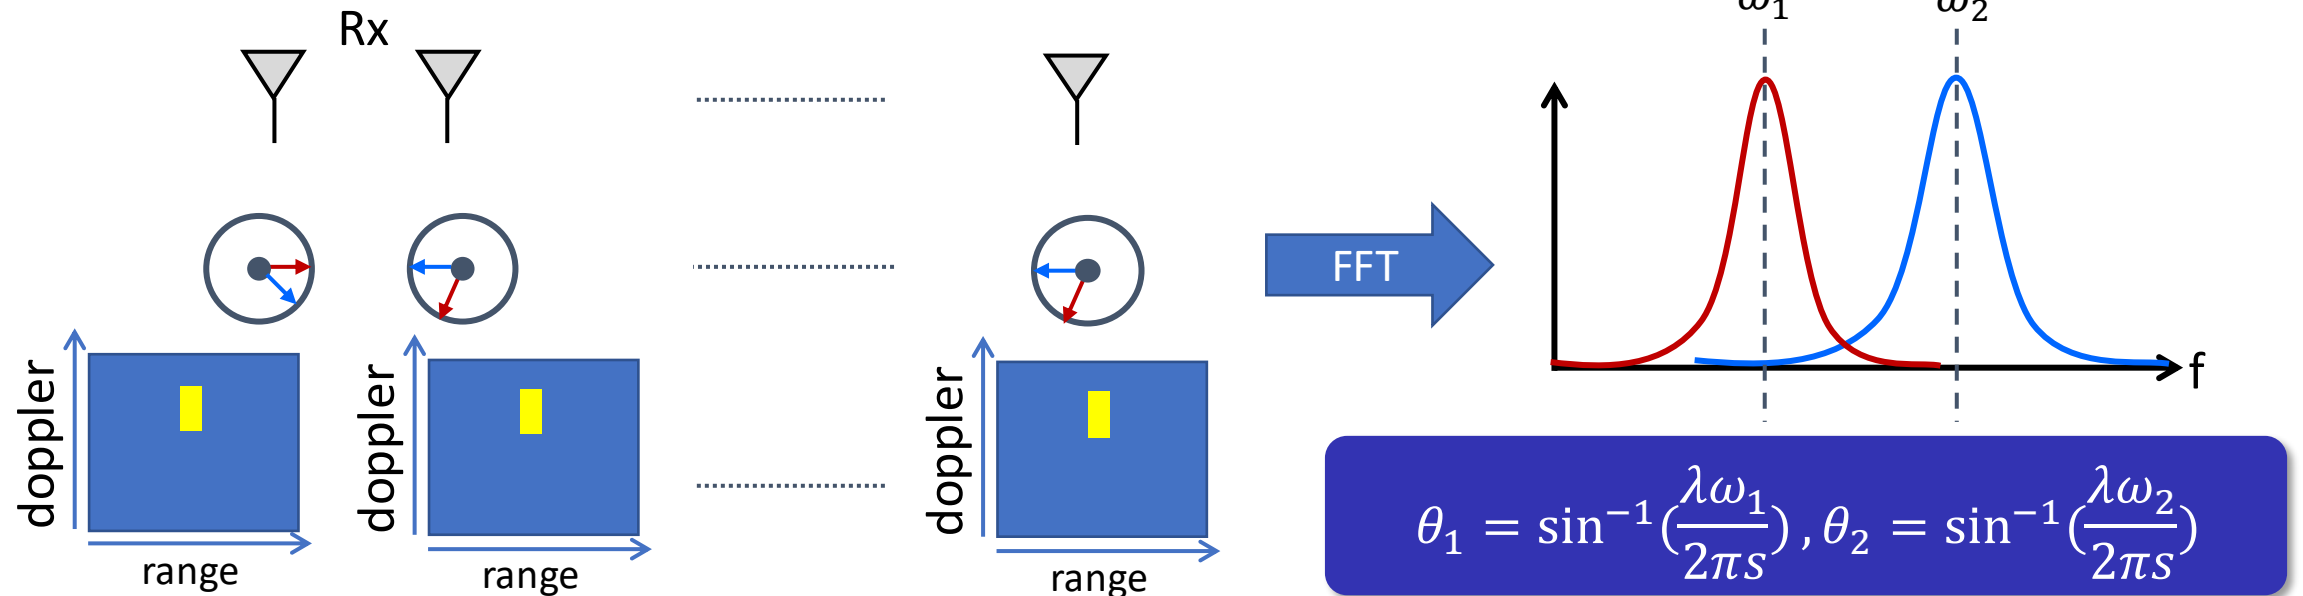 Rx
ω₁
ω₂
FFT
f
doppler
range
doppler
range
doppler
range
θ₁ = sin⁻¹(λω₁/2πs), θ₂ = sin⁻¹(λω₂/2πs)